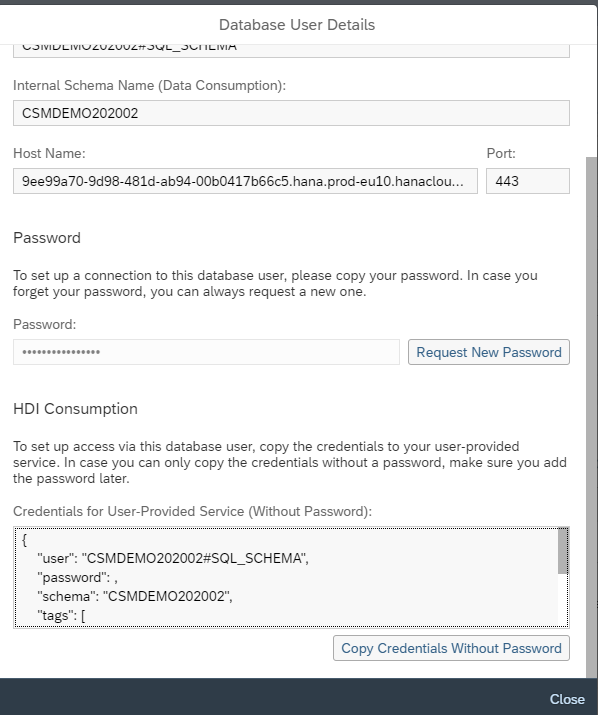 Database User Details
CSMDEMO202002#SQL_SCHEMA
Internal Schema Name (Data Consumption):
CSMDEMO202002
Host Name:
Port:
9ee99a70-9d98-481d-ab94-00b0417b66c5.hana.prod-eu10.hanaclou...
443
Password
To set up a connection to this database user, please copy your password. In case you
forget your password, you can always request a new one.
Password:
••••••••••••••••
Request New Password
HDI Consumption
To set up access via this database user, copy the credentials to your user-provided
service. In case you can only copy the credentials without a password, make sure you add
the password later.
Credentials for User-Provided Service (Without Password):
{
"user": "CSMDEMO202002#SQL_SCHEMA",
"password": ,
"schema": "CSMDEMO202002",
"tags": [
Copy Credentials Without Password
Close